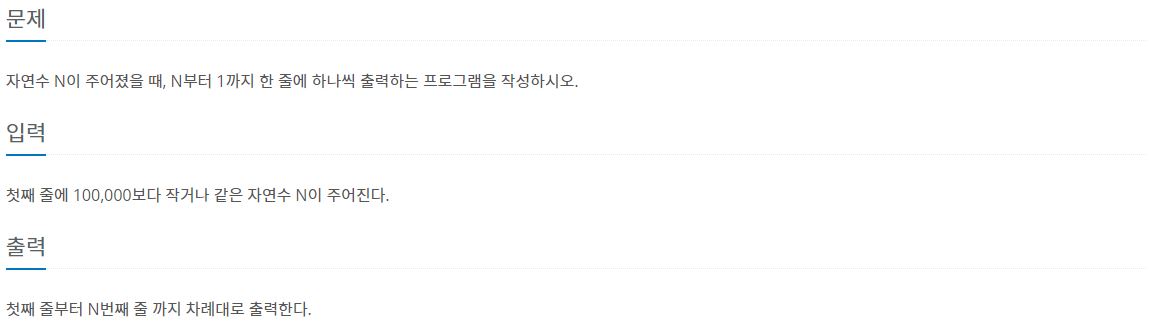 문제
자연수 N이 주어졌을 때, N부터 1까지 한 줄에 하나씩 출력하는 프로그램을 작성하시오.
입력
첫째 줄에 100,000보다 작거나 같은 자연수 N이 주어진다.
출력
첫째 줄부터 N번째 줄 까지 차례대로 출력한다.